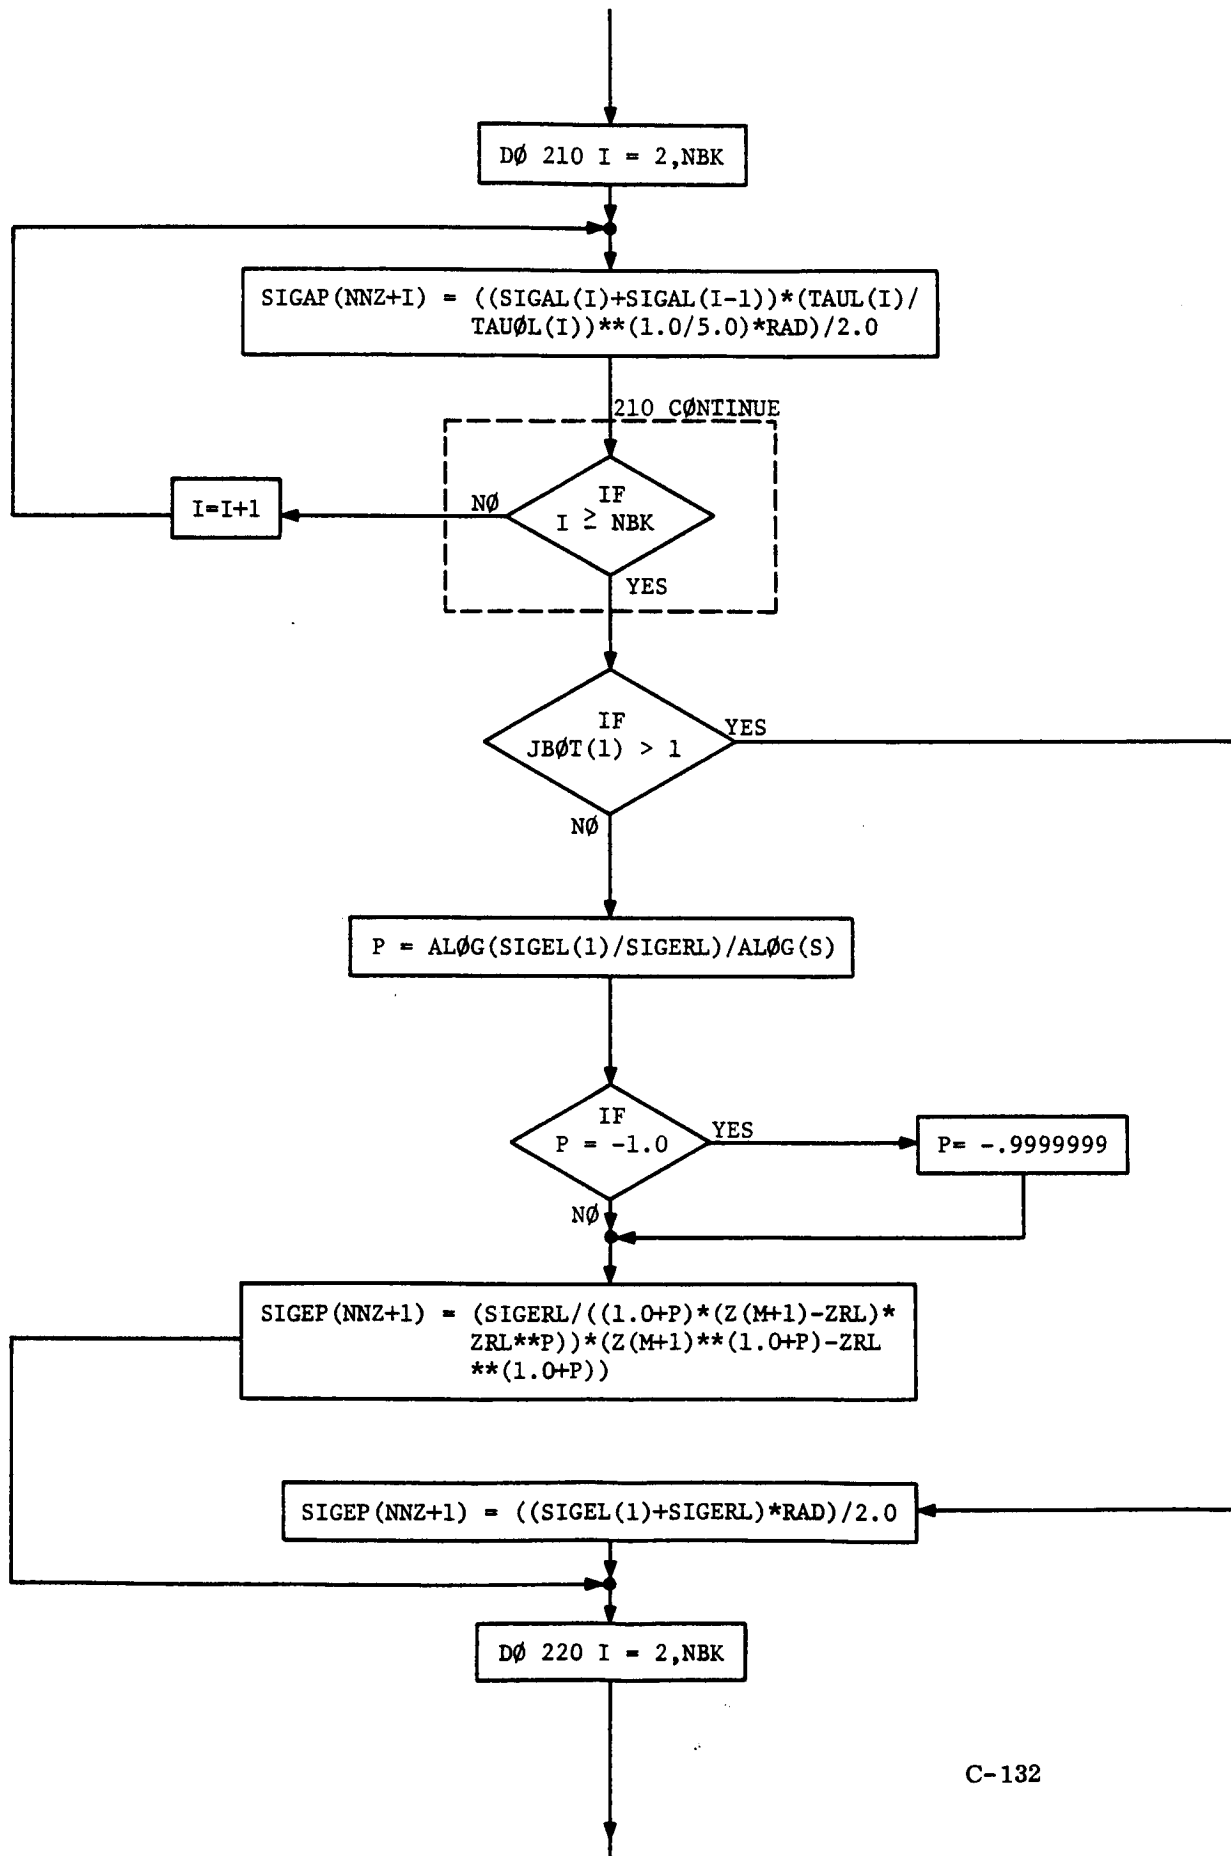 DØ 210 I = 2,NBK
SIGAP(NNZ+I) = ((SIGAL(I)+SIGAL(I-1))*(TAUL(I)/
TAUØL(I))**(1.0/5.0)*RAD)/2.0
210 CØNTINUE
IF
I ≥ NBK
NØ
I=I+1
YES
IF
JBØT(1) > 1
YES
NØ
P = ALØG(SIGEL(1)/SIGERL)/ALØG(S)
IF
P = -1.0
YES
P= -.9999999
NØ
SIGEP(NNZ+1) = (SIGERL/((1.0+P)*(Z(M+1)-ZRL)*
ZRL**P))*(Z(M+1)**(1.0+P)-ZRL
**(1.0+P))
SIGEP(NNZ+1) = ((SIGEL(1)+SIGERL)*RAD)/2.0
DØ 220 I = 2,NBK
C-132